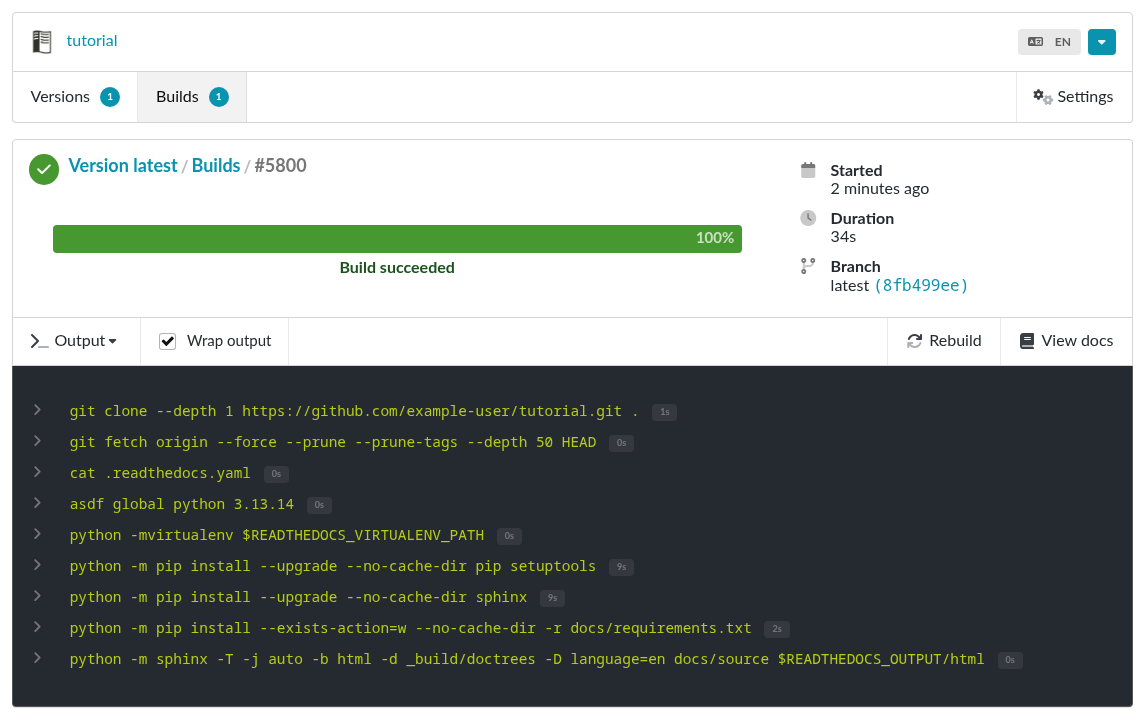 tutorial
EN
Versions 1
Builds 1
Settings
Version latest / Builds / #5800
100%
Build succeeded
Started
2 minutes ago
Duration
34s
Branch
latest (8fb499ee)
Output
Wrap output
Rebuild
View docs
git clone --depth 1 https://github.com/example-user/tutorial.git . 1s
git fetch origin --force --prune --prune-tags --depth 50 HEAD 0s
cat .readthedocs.yaml 0s
asdf global python 3.13.14 0s
python -mvirtualenv $READTHEDOCS_VIRTUALENV_PATH 0s
python -m pip install --upgrade --no-cache-dir pip setuptools 9s
python -m pip install --upgrade --no-cache-dir sphinx 9s
python -m pip install --exists-action=w --no-cache-dir -r docs/requirements.txt 2s
python -m sphinx -T -j auto -b html -d _build/doctrees -D language=en docs/source $READTHEDOCS_OUTPUT/html 0s